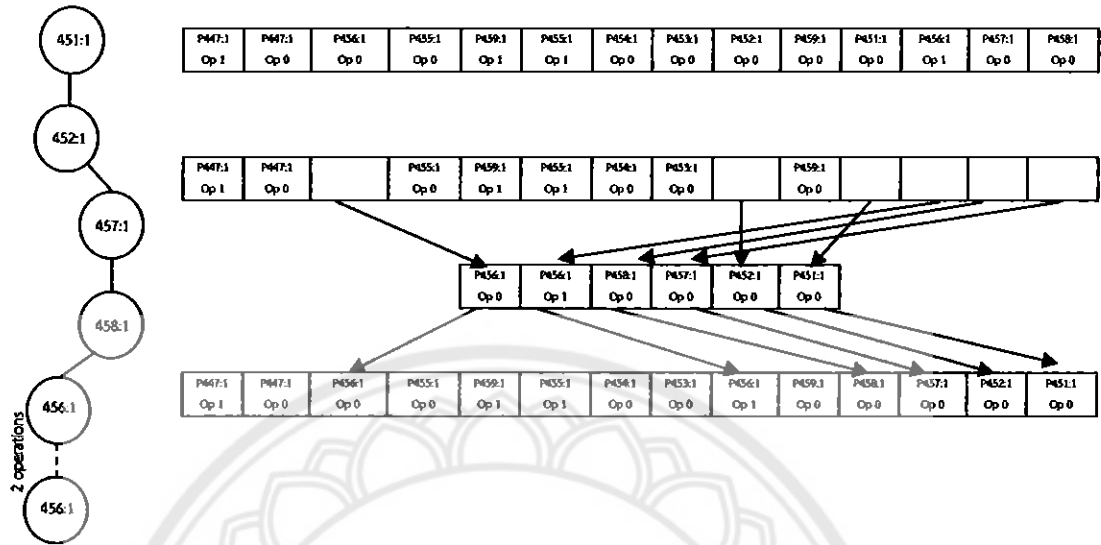 451:1
452:1
457:1
458:1
456:1
2 operations
456:1
P447:1 P447:1 P456:1 P455:1 P459:1 P455:1 P454:1 P453:1 P452:1 P459:1 P451:1 P456:1 P457:1 P458:1
Op 1 Op 0 Op 0 Op 0 Op 1 Op 1 Op 0 Op 0 Op 0 Op 0 Op 0 Op 1 Op 0 Op 0
P447:1 P447:1 P455:1 P459:1 P455:1 P454:1 P453:1 P459:1
Op 1 Op 0 Op 0 Op 1 Op 1 Op 0 Op 0 Op 0
P456:1 P456:1 P458:1 P457:1 P452:1 P451:1
Op 0 Op 1 Op 0 Op 0 Op 0 Op 0
P447:1 P447:1 P456:1 P455:1 P459:1 P455:1 P454:1 P453:1 P456:1 P459:1 P458:1 P457:1 P452:1 P451:1
Op 1 Op 0 Op 0 Op 0 Op 1 Op 1 Op 0 Op 0 Op 1 Op 0 Op 0 Op 0 Op 0 Op 0